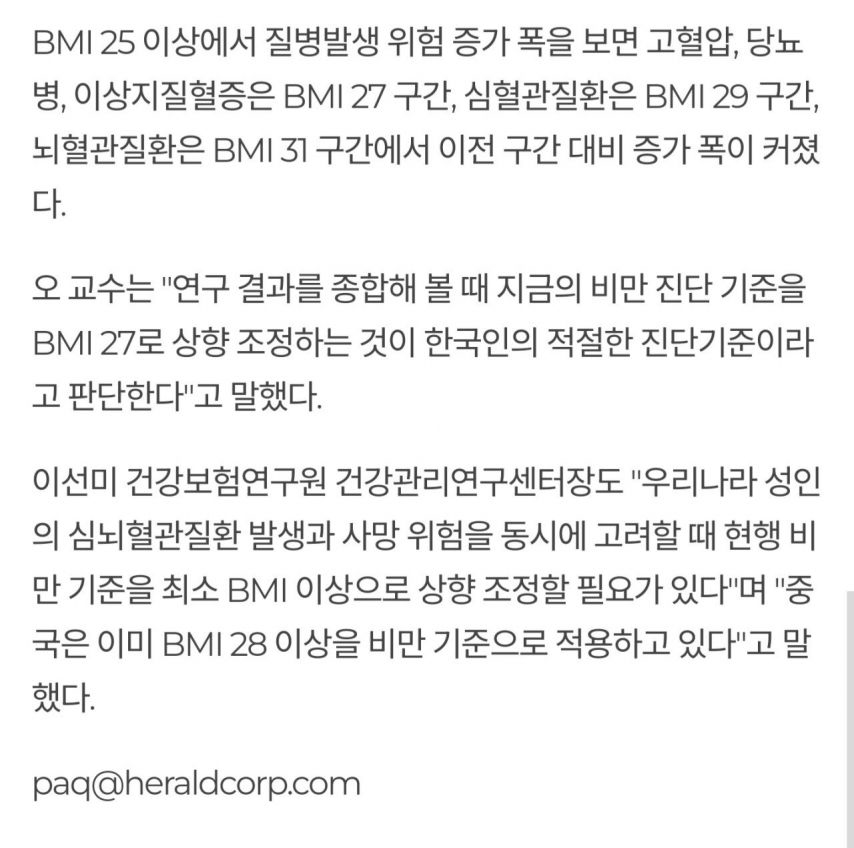 BMI 25 이상에서 질병발생 위험 증가 폭을 보면 고혈압, 당뇨
병, 이상지질혈증은 BMI 27 구간, 심혈관질환은 BMI 29 구간,
뇌혈관질환은 BMI 31 구간에서 이전 구간 대비 증가 폭이 커졌
다.
오 교수는 "연구 결과를 종합해 볼 때 지금의 비만 진단 기준을
BMI 27로 상향 조정하는 것이 한국인의 적절한 진단기준이라
고 판단한다"고 말했다.
이선미 건강보험연구원 건강관리연구센터장도 "우리나라 성인
의 심뇌혈관질환 발생과 사망 위험을 동시에 고려할 때 현행 비
만 기준을 최소 BMI 이상으로 상향 조정할 필요가 있다"며 "중
국은 이미 BMI 28 이상을 비만 기준으로 적용하고 있다"고 말
했다.
paq@heraldcorp.com